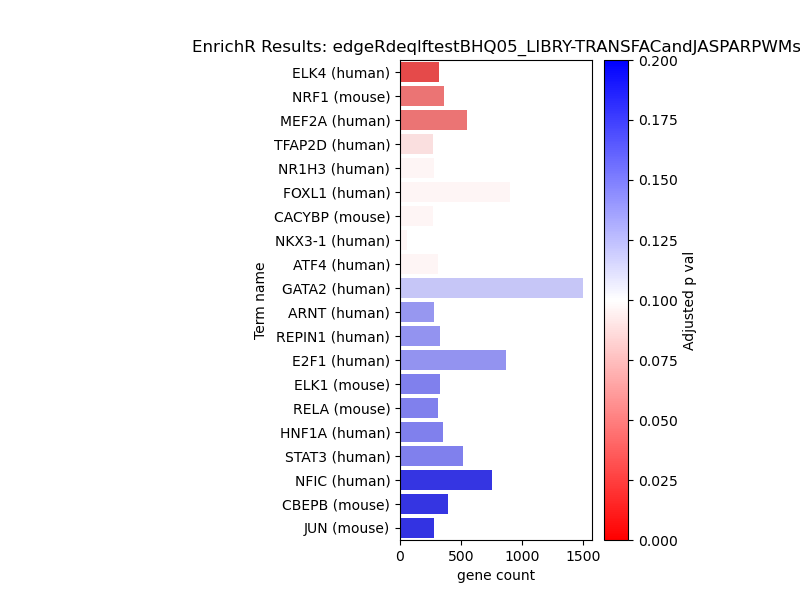 EnrichR Results: edgeRdeqlftestBHQ05_LIBRY-TRANSFACandJASPARPWMs
ELK4 (human)
NRF1 (mouse)
MEF2A (human)
TFAP2D (human)
NR1H3 (human)
FOXL1 (human)
CACYBP (mouse)
NKX3-1 (human)
ATF4 (human)
GATA2 (human)
ARNT (human)
REPIN1 (human)
E2F1 (human)
ELK1 (mouse)
RELA (mouse)
HNF1A (human)
STAT3 (human)
NFIC (human)
CBEPB (mouse)
JUN (mouse)
Term name
0 500 1000 1500
gene count
0.200
0.175
0.150
0.125
0.100
0.075
0.050
0.025
0.000
Adjusted p val